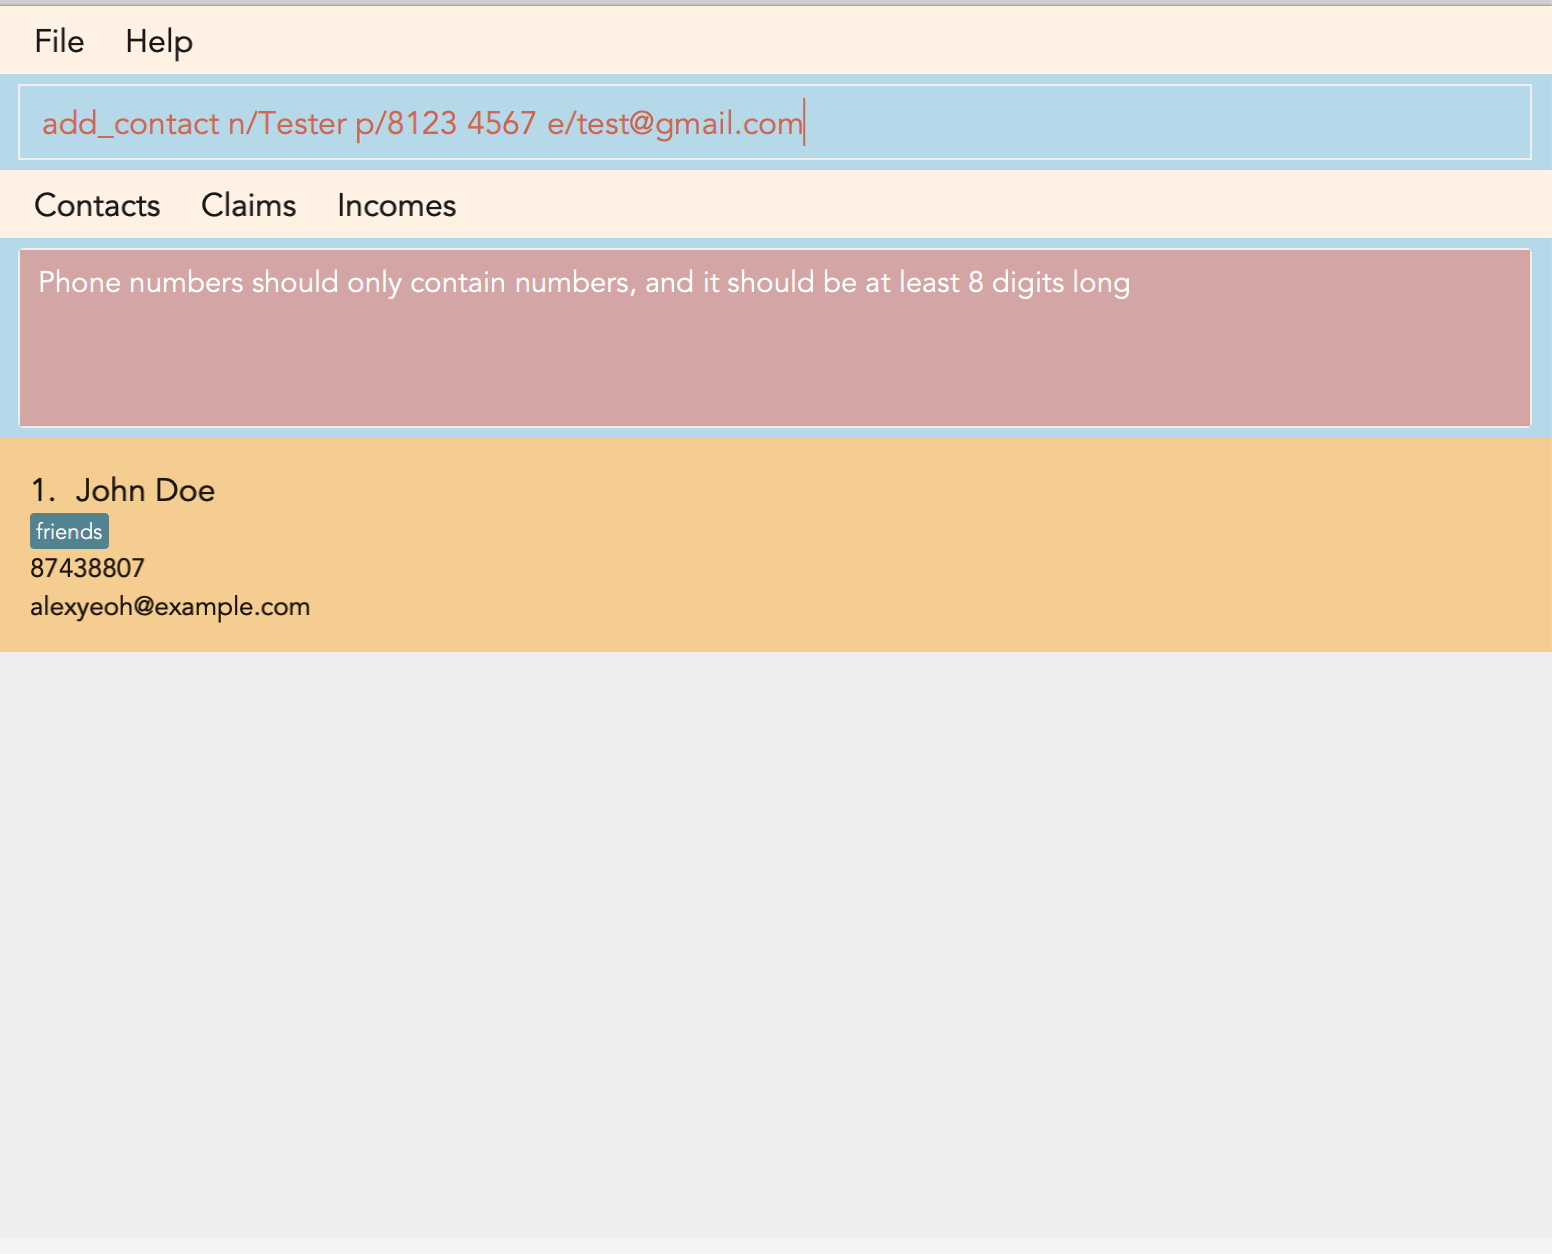 File Help
add_contact n/Tester p/8123 4567 e/test@gmail.com
Contacts Claims Incomes
Phone numbers should only contain numbers, and it should be at least 8 digits long
1. John Doe
friends
87438807
alexyeoh@example.com